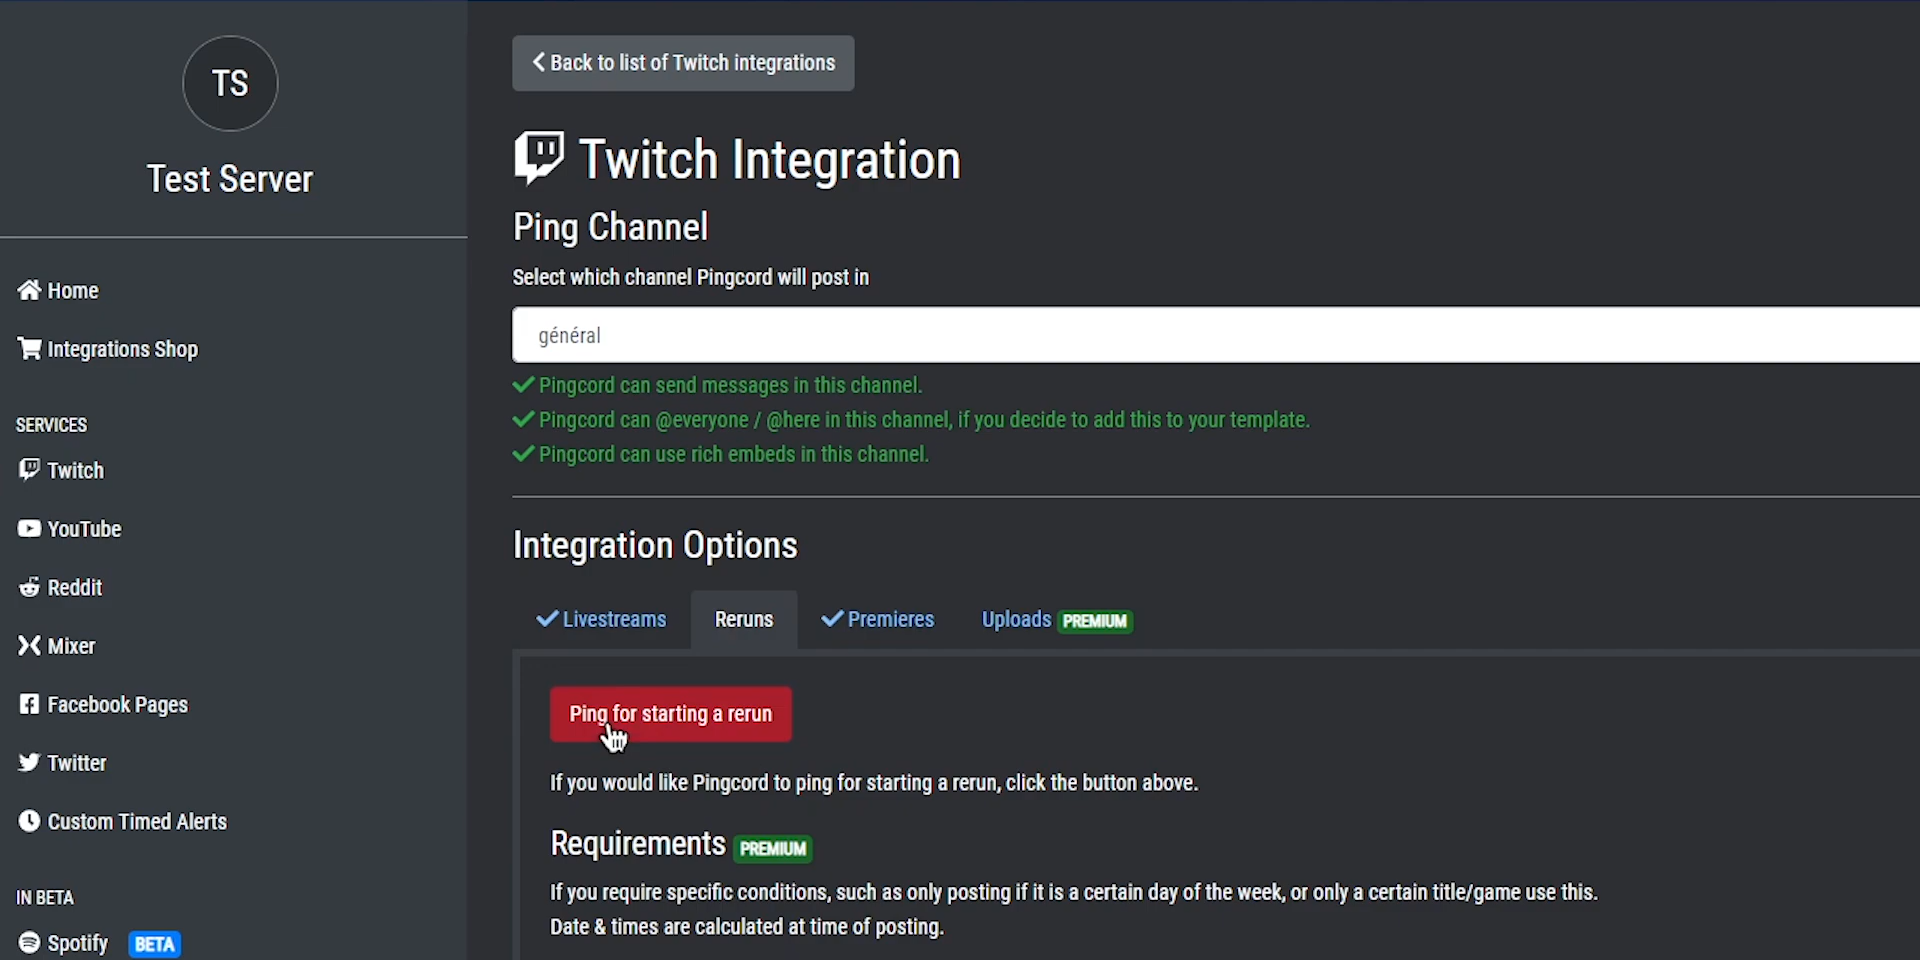 TS
Test Server
Home
Integrations Shop
SERVICES
Twitch
YouTube
Reddit
Mixer
Facebook Pages
Twitter
Custom Timed Alerts
IN BETA
Spotify BETA
Back to list of Twitch integrations
Twitch Integration
Ping Channel
Select which channel Pingcord will post in
général
Pingcord can send messages in this channel.
Pingcord can @everyone / @here in this channel, if you decide to add this to your template.
Pingcord can use rich embeds in this channel.
Integration Options
Livestreams Reruns Premieres Uploads PREMIUM
Ping for starting a rerun
If you would like Pingcord to ping for starting a rerun, click the button above.
Requirements PREMIUM
If you require specific conditions, such as only posting if it is a certain day of the week, or only a certain title/game use this.
Date & times are calculated at time of posting.